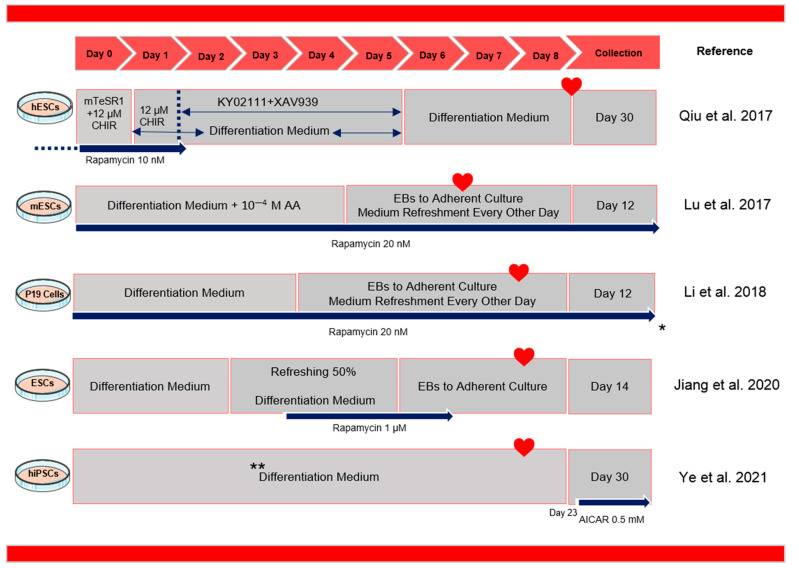 Day 0 Day 1 Day 2 Day 3 Day 4 Day 5 Day 6 Day 7 Day 8 Collection Reference
hESCs
mTeSR1
+12 µM
CHIR
12 µM
CHIR
KY02111+XAV939
Differentiation Medium
Differentiation Medium
Day 30
Qiu et al. 2017
Rapamycin 10 nM
mESCs
Differentiation Medium + 10⁻⁴ M AA
EBs to Adherent Culture
Medium Refreshment Every Other Day
Day 12
Lu et al. 2017
Rapamycin 20 nM
P19 Cells
Differentiation Medium
EBs to Adherent Culture
Medium Refreshment Every Other Day
Day 12
Li et al. 2018
Rapamycin 20 nM
*
ESCs
Differentiation Medium
Refreshing 50%
Differentiation Medium
EBs to Adherent Culture
Day 14
Jiang et al. 2020
Rapamycin 1 µM
hiPSCs
**
Differentiation Medium
Day 30
Ye et al. 2021
Day 23
AICAR 0.5 mM